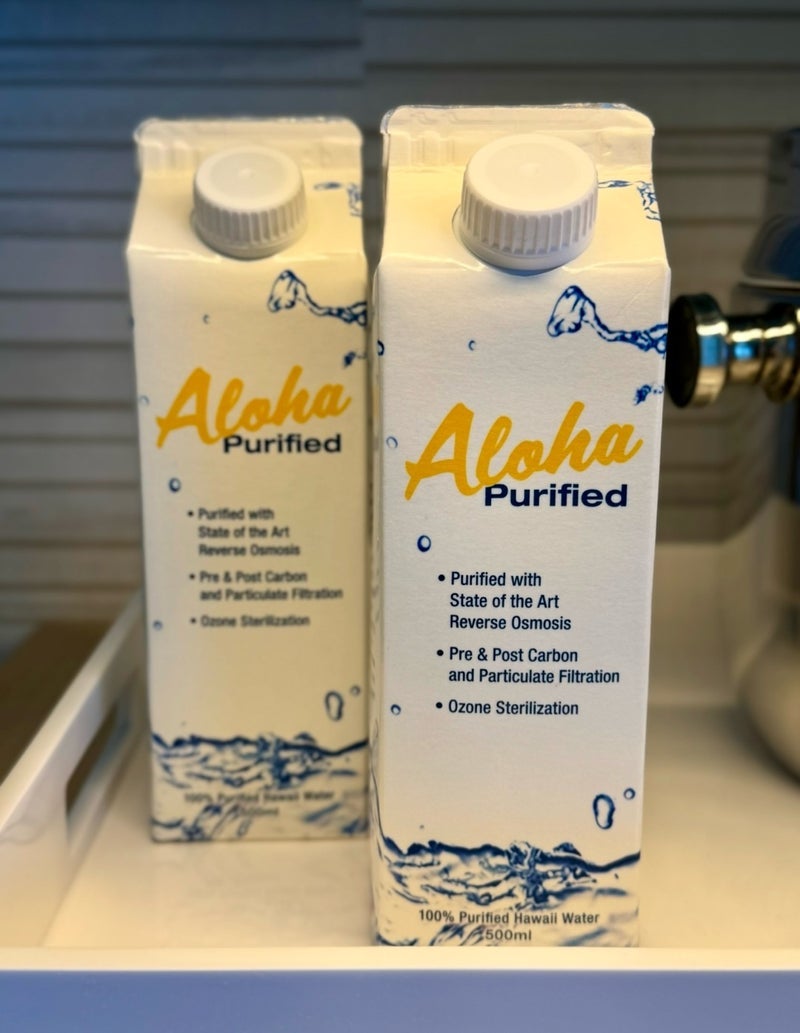 Aloha
Purified
• Purified with
State of the Art
Reverse Osmosis
• Pre & Post Carbon
and Particulate Filtration
• Ozone Sterilization
100% Purified Hawaii Water
500ml
Aloha
Purified
• Purified with
State of the Art
Reverse Osmosis
• Pre & Post Carbon
and Particulate Filtration
• Ozone Sterilization
100% Purified Hawaii Water
500ml